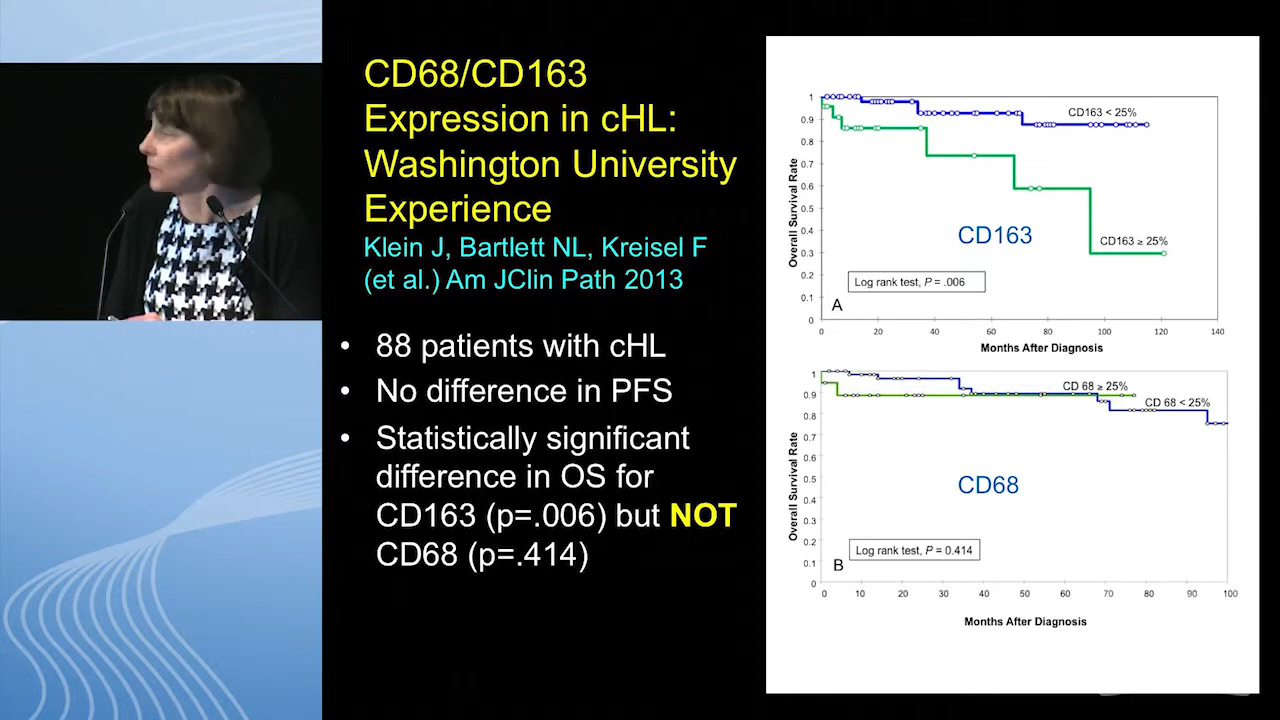 CD68/CD163
Expression in cHL:
Washington University
Experience
Klein J, Bartlett NL, Kreisel F
(et al.) Am JClin Path 2013
• 88 patients with cHL
• No difference in PFS
• Statistically significant
difference in OS for
CD163 (p=.006) but NOT
CD68 (p=.414)
Overall Survival Rate
1
0.9
0.8
0.7
0.6
0.5
0.4
0.3
0.2
0.1
0
CD163 < 25%
CD163
CD163 ≥ 25%
Log rank test, P = .006
A
0 20 40 60 80 100 120 140
Months After Diagnosis
Overall Survival Rate
1
0.9
0.8
0.7
0.6
0.5
0.4
0.3
0.2
0.1
0
CD 68 ≥ 25%
CD 68 < 25%
CD68
Log rank test, P = 0.414
B
0 10 20 30 40 50 60 70 80 90 100
Months After Diagnosis